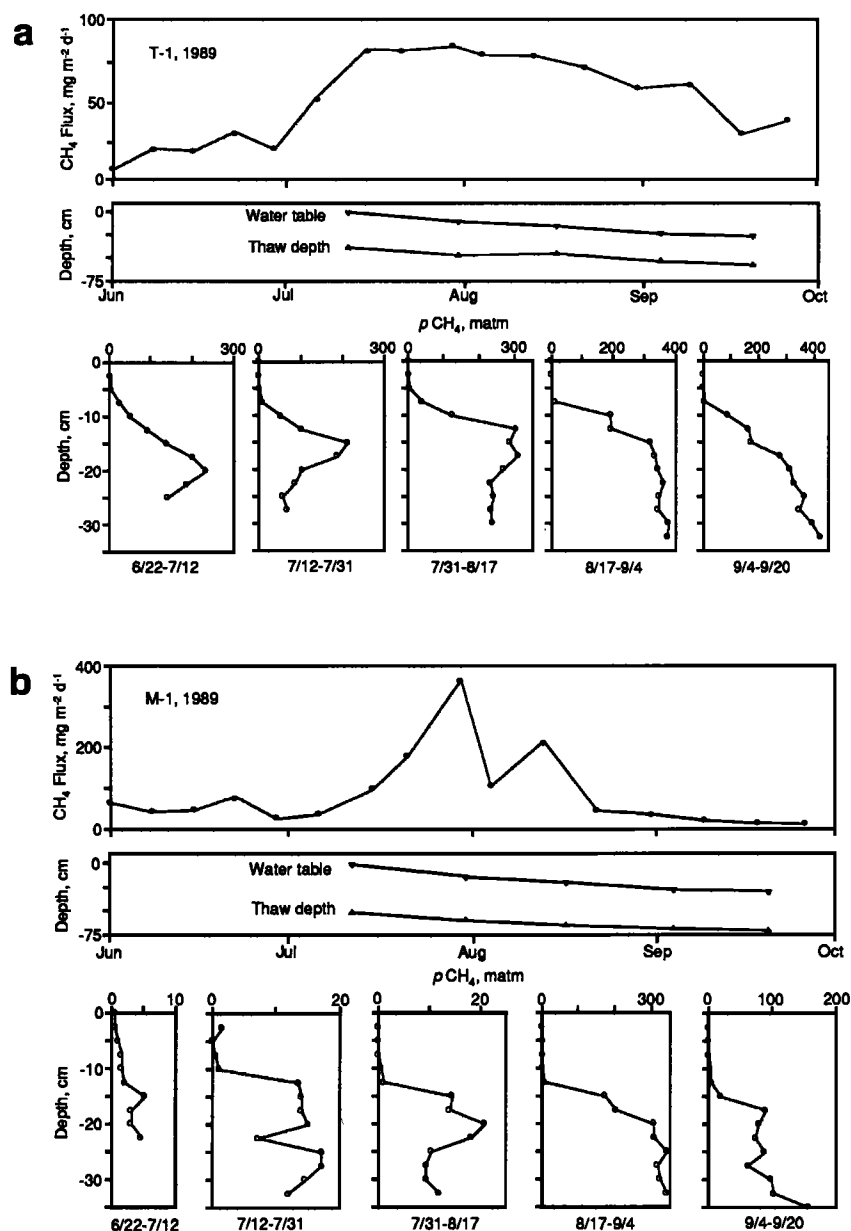 a
T-1, 1989
CH₄ Flux, mg m⁻² d⁻¹
100
50
0
Depth, cm
0
-75
Water table
Thaw depth
Jun Jul Aug Sep Oct
p CH₄, matm
0 300 0 300 0 300 0 200 400 0 200 400
Depth, cm
0
-10
-20
-30
6/22-7/12 7/12-7/31 7/31-8/17 8/17-9/4 9/4-9/20
b
M-1, 1989
CH₄ Flux, mg m⁻² d⁻¹
400
200
0
Depth, cm
0
-75
Water table
Thaw depth
Jun Jul Aug Sep Oct
p CH₄, matm
0 10 0 20 0 10 20 0 300 0 100 200
Depth, cm
0
-10
-20
-30
6/22-7/12 7/12-7/31 7/31-8/17 8/17-9/4 9/4-9/20